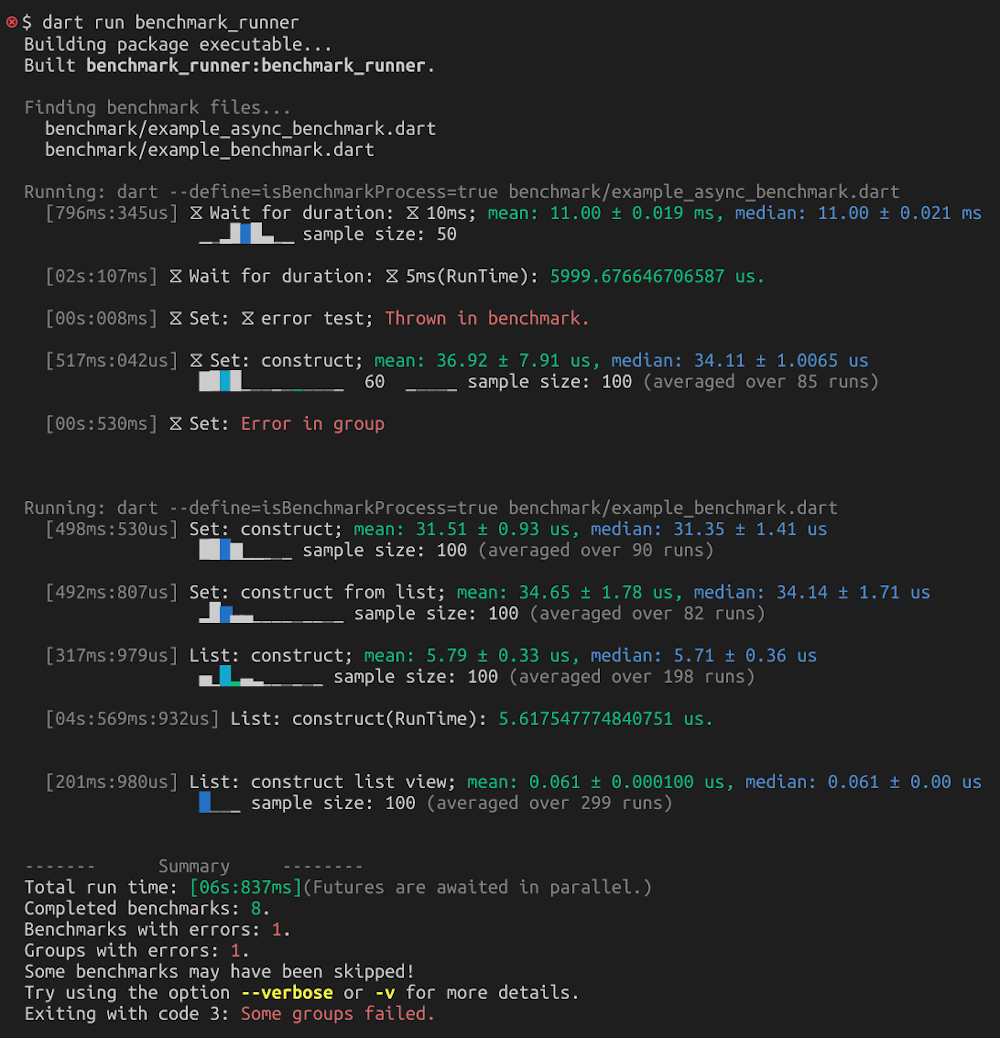 $ dart run benchmark_runner
Building package executable...
Built benchmark_runner:benchmark_runner.
Finding benchmark files...
benchmark/example_async_benchmark.dart
benchmark/example_benchmark.dart
Running: dart --define=isBenchmarkProcess=true benchmark/example_async_benchmark.dart
[796ms:345us] ⧖ Wait for duration: ⧖ 10ms; mean: 11.00 ± 0.019 ms, median: 11.00 ± 0.021 ms
sample size: 50
[02s:107ms] ⧖ Wait for duration: ⧖ 5ms(RunTime): 5999.676646706587 us.
[00s:008ms] ⧖ Set: ⧖ error test; Thrown in benchmark.
[517ms:042us] ⧖ Set: construct; mean: 36.92 ± 7.91 us, median: 34.11 ± 1.0065 us
60 sample size: 100 (averaged over 85 runs)
[00s:530ms] ⧖ Set: Error in group
Running: dart --define=isBenchmarkProcess=true benchmark/example_benchmark.dart
[498ms:530us] Set: construct; mean: 31.51 ± 0.93 us, median: 31.35 ± 1.41 us
sample size: 100 (averaged over 90 runs)
[492ms:807us] Set: construct from list; mean: 34.65 ± 1.78 us, median: 34.14 ± 1.71 us
sample size: 100 (averaged over 82 runs)
[317ms:979us] List: construct; mean: 5.79 ± 0.33 us, median: 5.71 ± 0.36 us
sample size: 100 (averaged over 198 runs)
[04s:569ms:932us] List: construct(RunTime): 5.617547774840751 us.
[201ms:980us] List: construct list view; mean: 0.061 ± 0.000100 us, median: 0.061 ± 0.00 us
sample size: 100 (averaged over 299 runs)
------- Summary --------
Total run time: [06s:837ms](Futures are awaited in parallel.)
Completed benchmarks: 8.
Benchmarks with errors: 1.
Groups with errors: 1.
Some benchmarks may have been skipped!
Try using the option --verbose or -v for more details.
Exiting with code 3: Some groups failed.